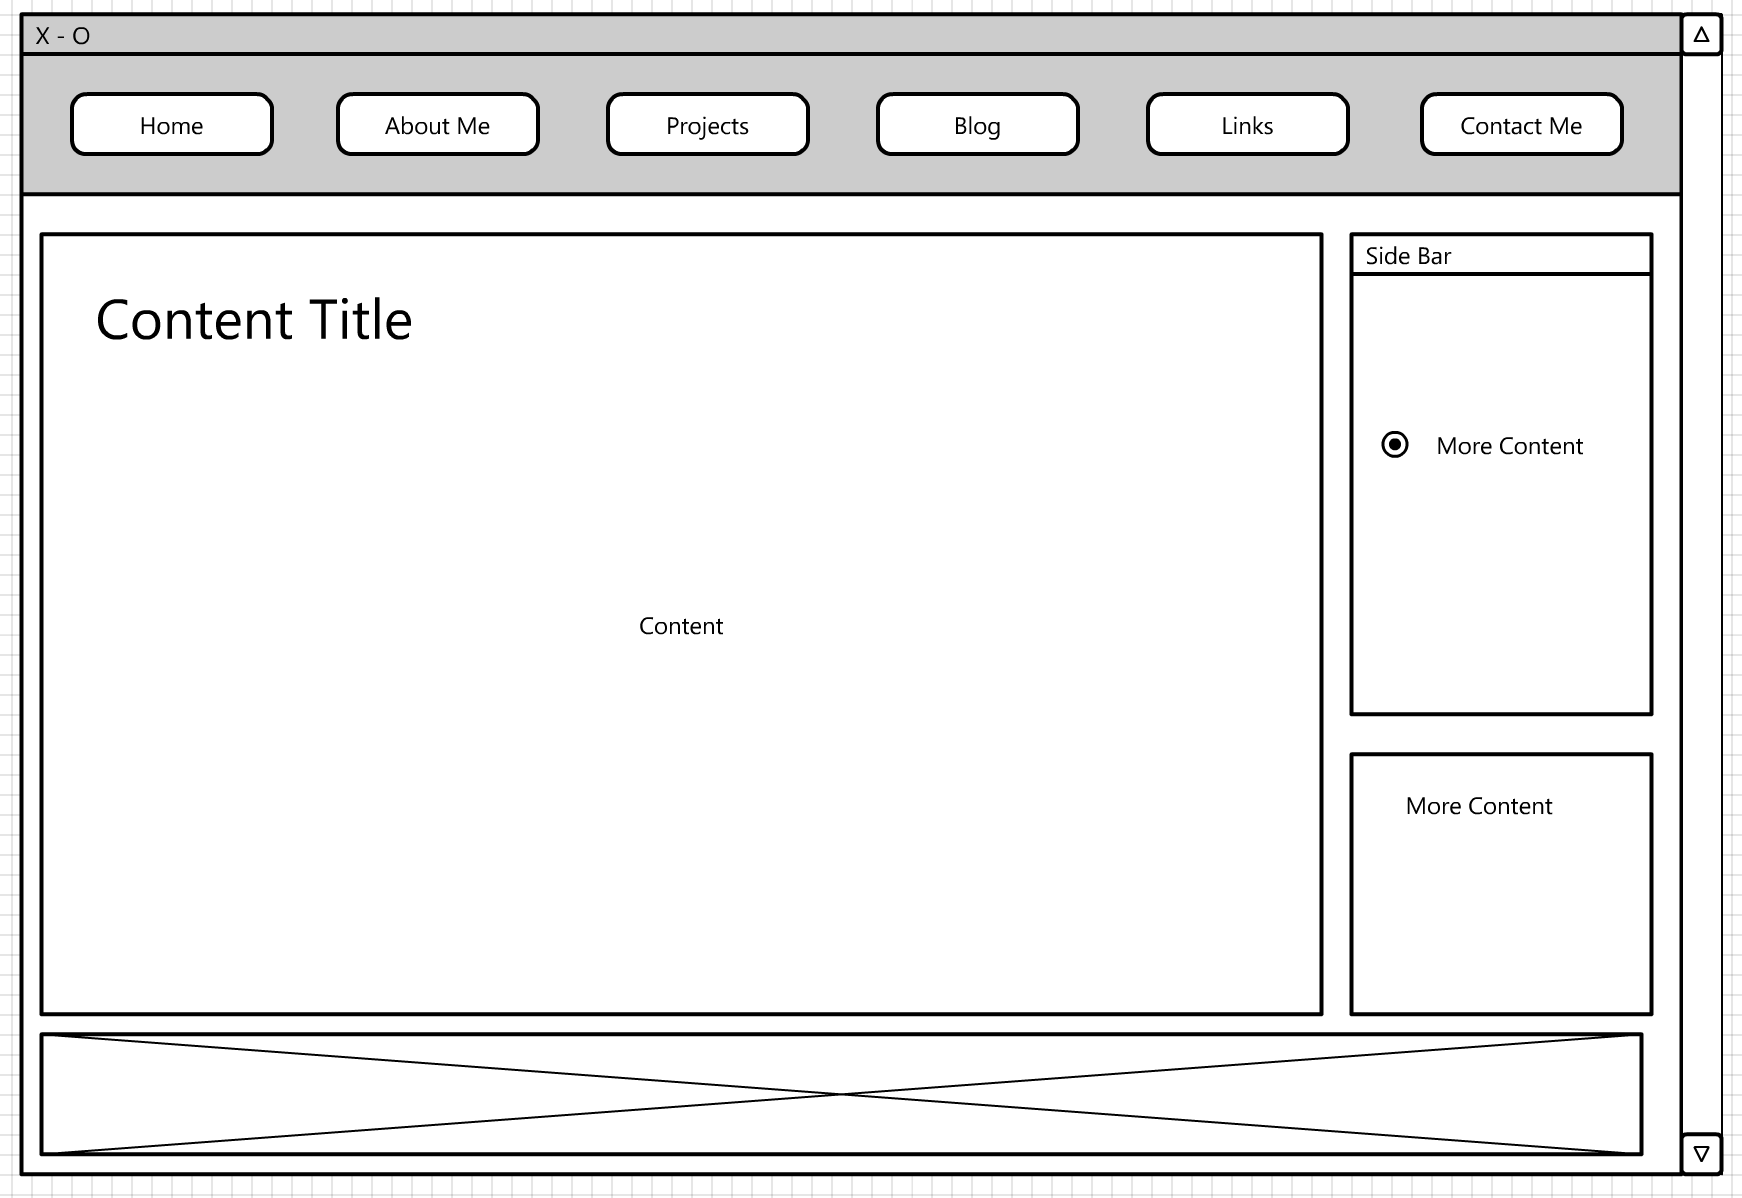 X - O
Home
About Me
Projects
Blog
Links
Contact Me
Content Title
Content
Side Bar
More Content
More Content